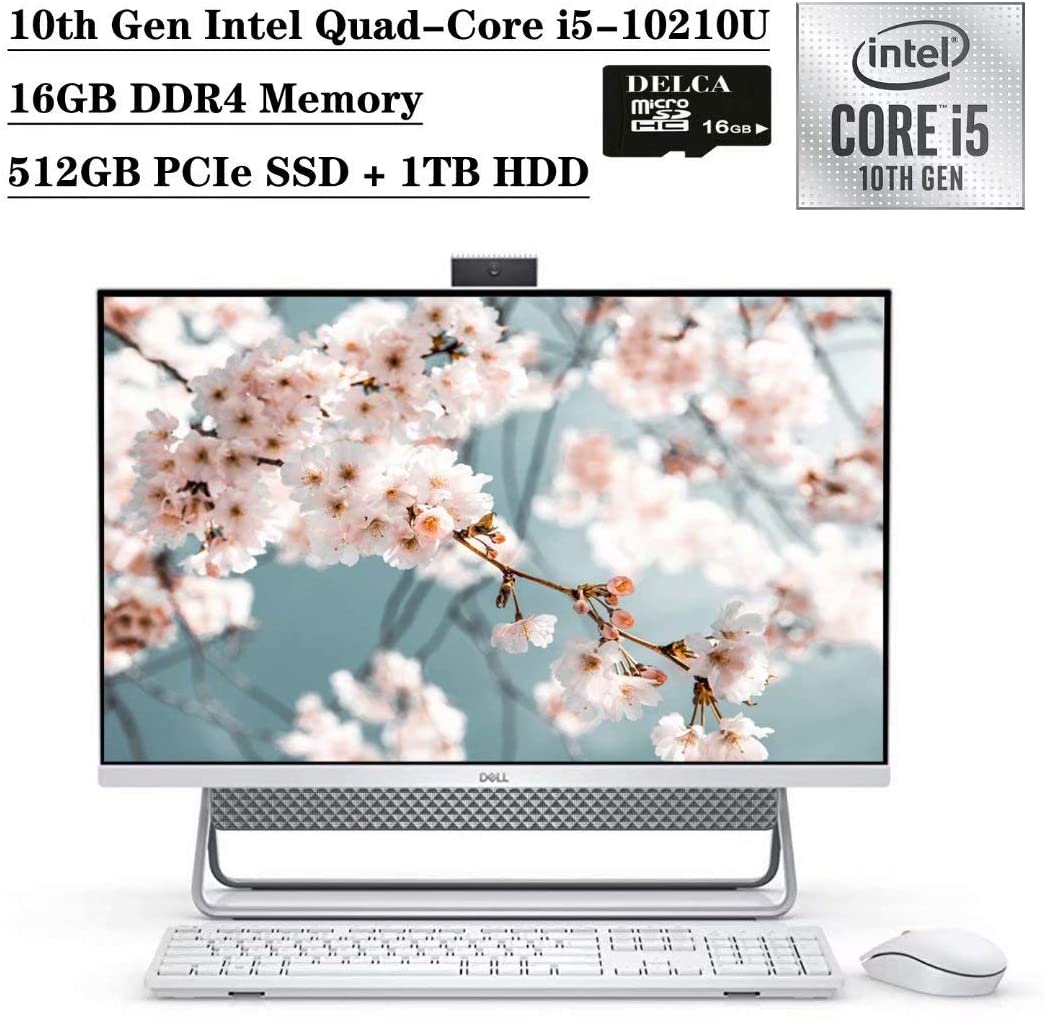 10th Gen Intel Quad-Core i5-10210U
16GB DDR4 Memory
512GB PCIe SSD + 1TB HDD
DELCA
micro
SD
HC 16GB
intel
CORE™ i5
10TH GEN
DELL